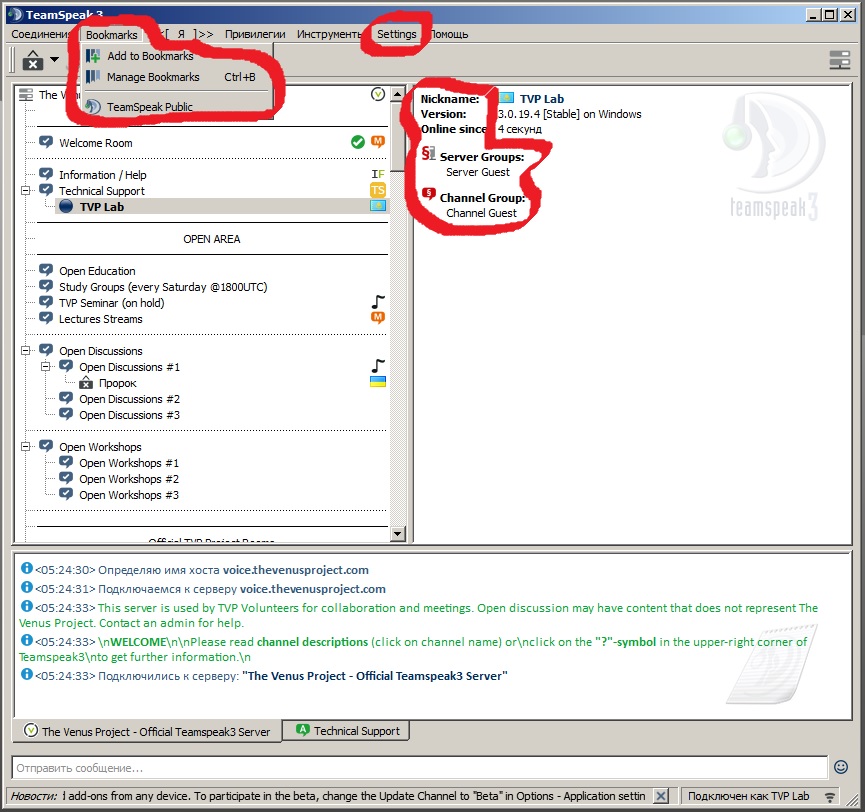 TeamSpeak 3
Соединени Bookmarks <[ Я ]>> Привилегии Инструменты Settings Помощь
Add to Bookmarks
Manage Bookmarks Ctrl+B
TeamSpeak Public
The V
Welcome Room
Information / Help
IF
Technical Support
TS
TVP Lab
OPEN AREA
Open Education
Study Groups (every Saturday @1800UTC)
TVP Seminar (on hold)
Lectures Streams
Open Discussions
Open Discussions #1
Пророк
Open Discussions #2
Open Discussions #3
Open Workshops
Open Workshops #1
Open Workshops #2
Open Workshops #3
Official TVP Project Rooms
Nickname: TVP Lab
Version: 3.0.19.4 [Stable] on Windows
Online since: 4 секунд
Server Groups:
Server Guest
Channel Group:
Channel Guest
teamspeak3
<05:24:30> Определяю имя хоста voice.thevenusproject.com
<05:24:31> Подключаемся к серверу voice.thevenusproject.com
<05:24:33> This server is used by TVP Volunteers for collaboration and meetings. Open discussion may have content that does not represent The
Venus Project. Contact an admin for help.
<05:24:33> \nWELCOME\n\nPlease read channel descriptions (click on channel name) or\nclick on the "?"-symbol in the upper-right corner of
Teamspeak3\nto get further information.\n
<05:24:33> Подключились к серверу: "The Venus Project - Official Teamspeak3 Server"
The Venus Project - Official Teamspeak3 Server
Technical Support
Отправить сообщение...
Новости: l add-ons from any device. To participate in the beta, change the Update Channel to "Beta" in Options - Application settin
Подключен как TVP Lab